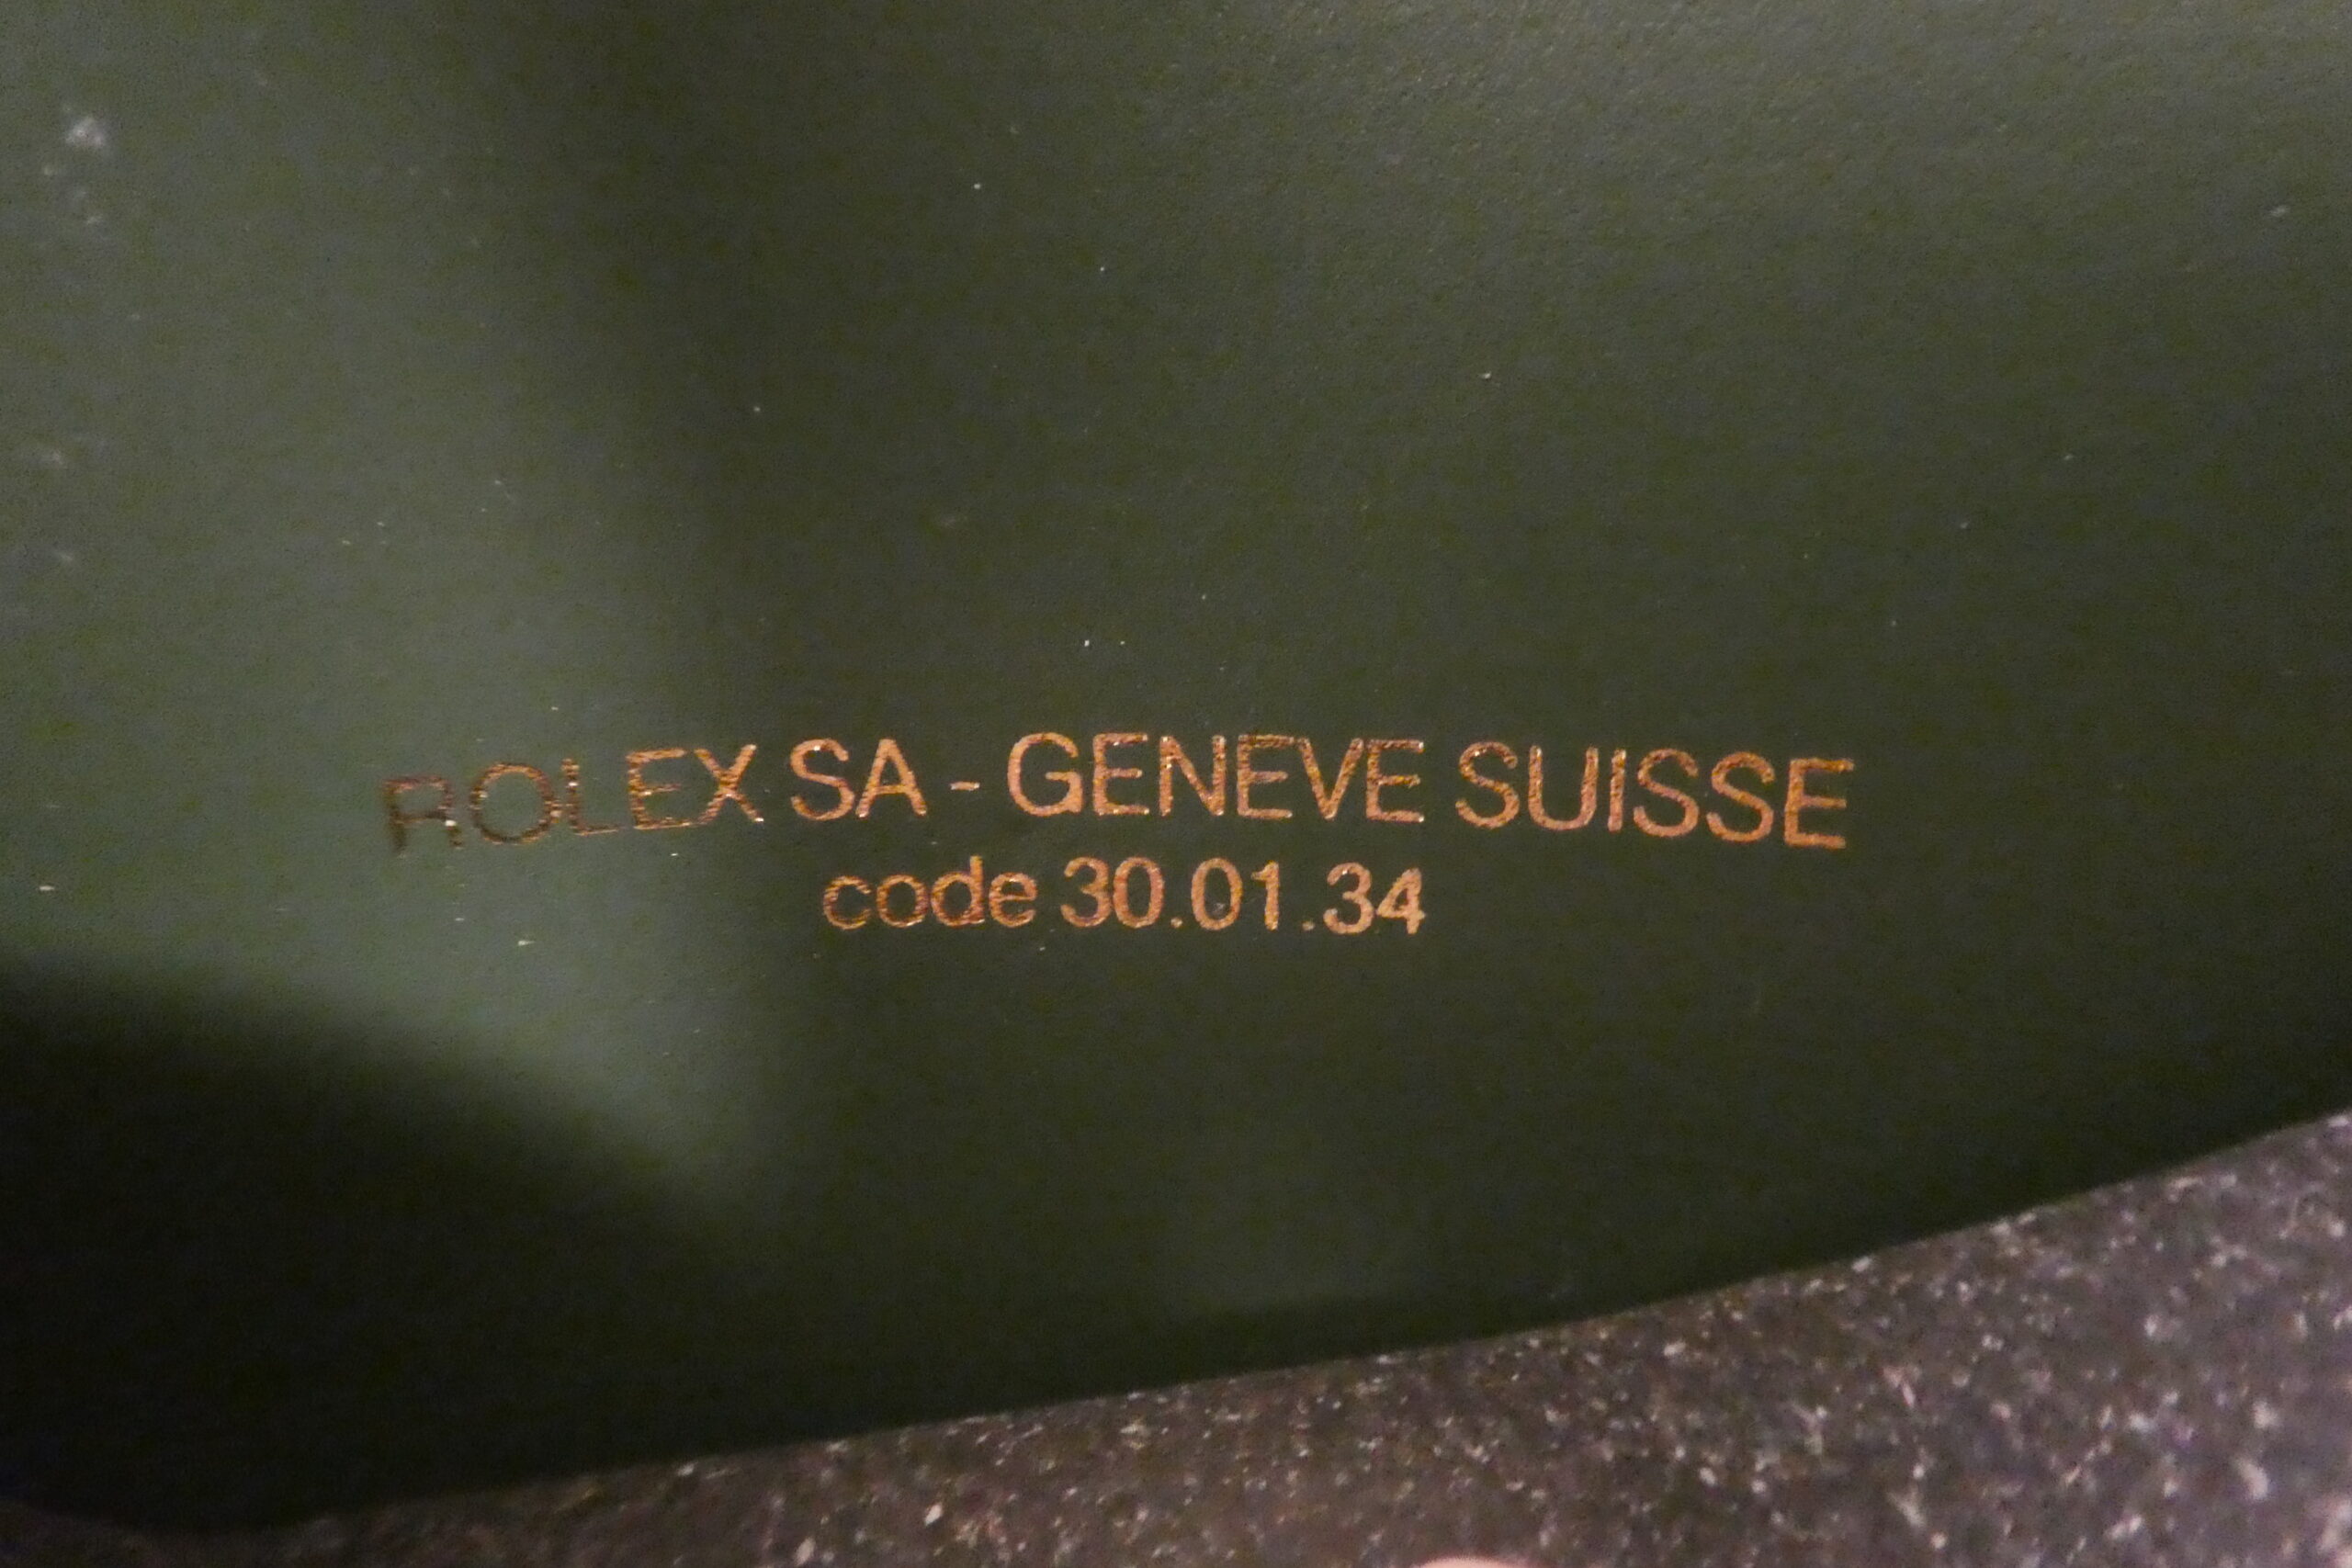 ROLEX SA - GENEVE SUISSE
code 30.01.34